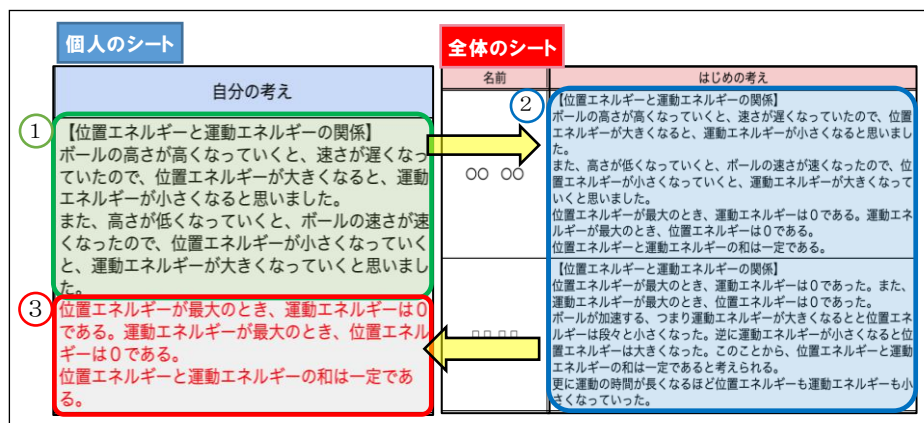 個人のシート
自分の考え
①
【位置エネルギーと運動エネルギーの関係】
ボールの高さが高くなっていくと、速さが遅くなっ
ていたので、位置エネルギーが大きくなると、運動
エネルギーが小さくなると思いました。
また、高さが低くなっていくと、ボールの速さが速
くなったので、位置エネルギーが小さくなっていく
と、運動エネルギーが大きくなっていくと思いまし
た。
③
位置エネルギーが最大のとき、運動エネルギーは0
である。運動エネルギーが最大のとき、位置エネル
ギーは0である。
位置エネルギーと運動エネルギーの和は一定であ
る。
全体のシート
名前
はじめの考え
②
○○ ○○
【位置エネルギーと運動エネルギーの関係】
ボールの高さが高くなっていくと、速さが遅くなっていたので、位置
エネルギーが大きくなると、運動エネルギーが小さくなると思いまし
た。
また、高さが低くなっていくと、ボールの速さが速くなったので、位
置エネルギーが小さくなっていくと、運動エネルギーが大きくなって
いくと思いました。
位置エネルギーが最大のとき、運動エネルギーは0である。運動エネ
ルギーが最大のとき、位置エネルギーは0である。
位置エネルギーと運動エネルギーの和は一定である。
□□ □□
【位置エネルギーと運動エネルギーの関係】
位置エネルギーが最大のとき、運動エネルギーは0であった。また、
運動エネルギーが最大のとき、位置エネルギーは0であった。
ボールが加速する、つまり運動エネルギーが大きくなるとと位置エネ
ルギーは段々と小さくなった。逆に運動エネルギーが小さくなると位
置エネルギーは大きくなった。このことから、位置エネルギーと運動
エネルギーの和は一定であると考えられる。
更に運動の時間が長くなるほど位置エネルギーも運動エネルギーも小
さくなっていった。